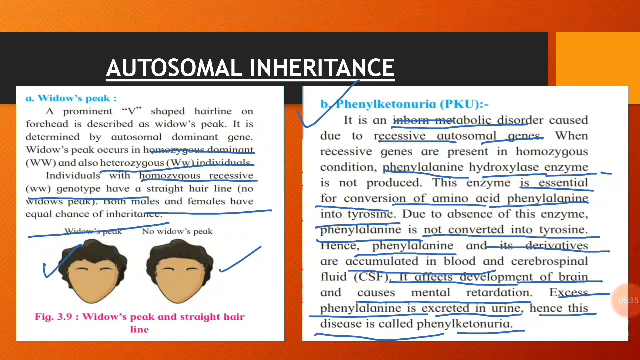 AUTOSOMAL INHERITANCE
a. Widow's peak :
A prominent "V" shaped hairline on
forehead is described as widow's peak. It is
determined by autosomal dominant gene.
Widow's peak occurs in homozygous dominant
(WW) and also heterozygous (Ww) individuals.
Individuals with homozygous recessive
(ww) genotype have a straight hair line (no
widows peak). Both males and females have
equal chance of inheritance.
Widow's peak No widow's peak
Fig. 3.9 : Widow's peak and straight hair
line
b. Phenylketonuria (PKU):-
It is an inborn metabolic disorder caused
due to recessive autosomal genes. When
recessive genes are present in homozygous
condition, phenylalanine hydroxylase enzyme
is not produced. This enzyme is essential
for conversion of amino acid phenylalanine
into tyrosine. Due to absence of this enzyme,
phenylalanine is not converted into tyrosine.
Hence, phenylalanine and its derivatives
are accumulated in blood and cerebrospinal
fluid (CSF). It affects development of brain
and causes mental retardation. Excess
phenylalanine is excreted in urine, hence this
disease is called phenylketonuria.